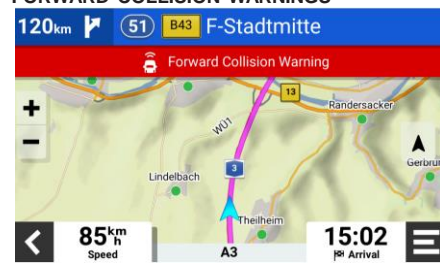 FORWARD COLLISION WARNINGS
120km 51 B43 F-Stadtmitte
Forward Collision Warning
13
Randersacker
WÜ1
+
−
3
Lindelbach
Gerbrun
Theilheim
85 km/h
Speed
A3
15:02
Arrival